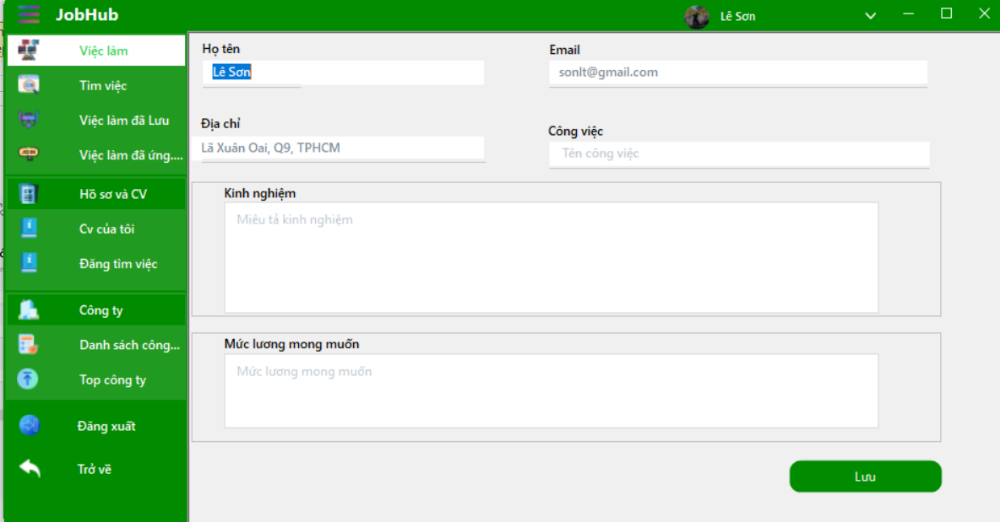 JobHub
Lê Sơn
Việc làm
Tìm việc
Việc làm đã Lưu
Việc làm đã ứng....
Hồ sơ và CV
Cv của tôi
Đăng tìm việc
Công ty
Danh sách công...
Top công ty
Đăng xuất
Trở về
Họ tên
Lê Sơn
Email
sonlt@gmail.com
Địa chỉ
Lã Xuân Oai, Q9, TPHCM
Công việc
Tên công việc
Kinh nghiệm
Miêu tả kinh nghiệm
Mức lương mong muốn
Mức lương mong muốn
Lưu